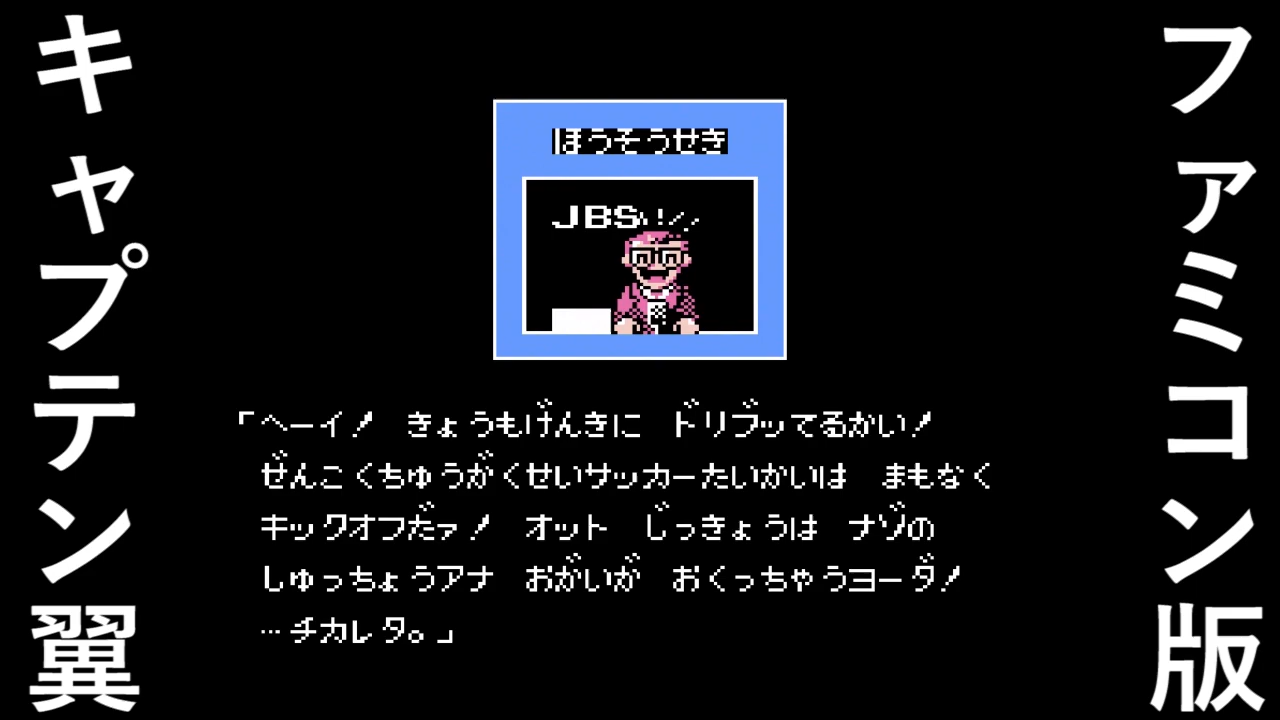 キャプテン翼
ファミコン版
ほうそうせき
JBS
「ヘーイ! きょうもげんきに ドリブッてるかい!
ぜんこくちゅうがくせいサッカーたいかいは まもなく
キックオフだァ! オット じっきょうは ナゾの
しゅっちょうアナ おがいが おくっちゃうヨーダ!
…チカレタ。」